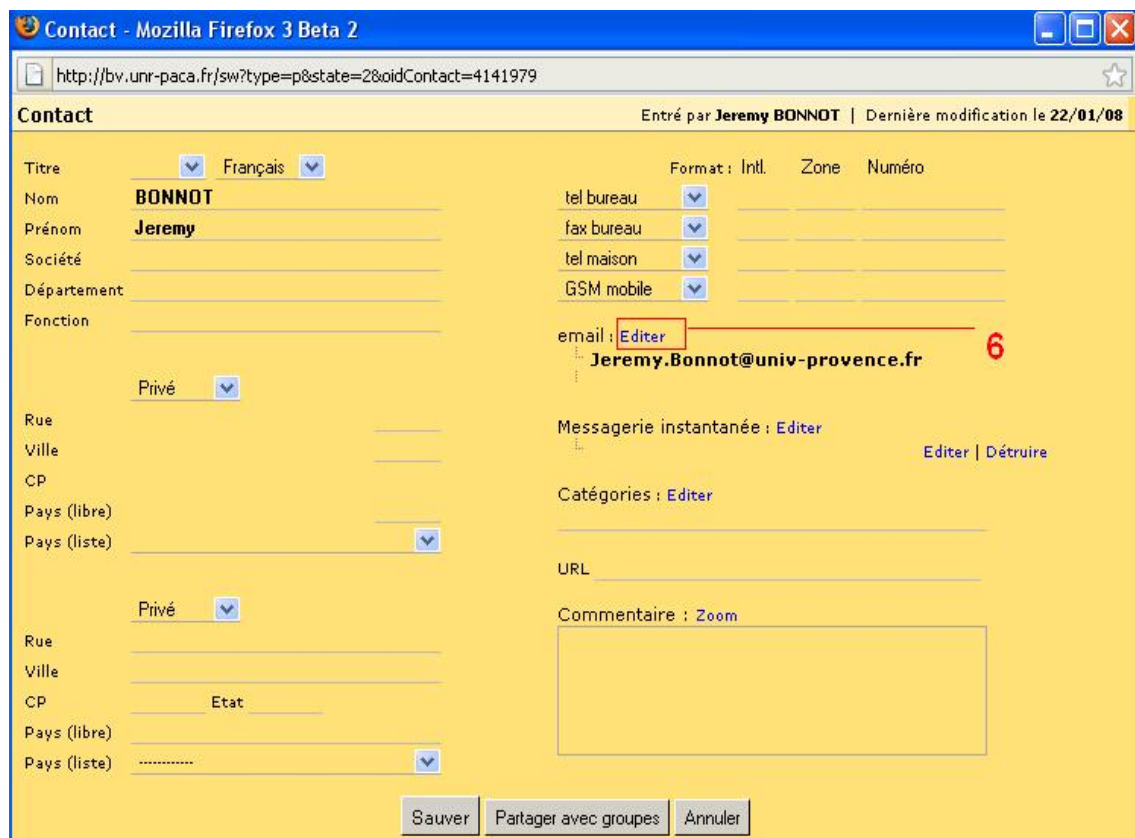 Contact - Mozilla Firefox 3 Beta 2
http://bv.unr-paca.fr/sw?type=p&state=2&oidContact=4141979
Contact
Entré par Jeremy BONNOT | Dernière modification le 22/01/08
Titre Français
Nom BONNOT
Prénom Jeremy
Société
Département
Fonction
Privé
Rue
Ville
CP
Pays (libre)
Pays (liste)
Privé
Rue
Ville
CP Etat
Pays (libre)
Pays (liste) ------------
Format : Intl. Zone Numéro
tel bureau
fax bureau
tel maison
GSM mobile
email : Editer
6
Jeremy.Bonnot@univ-provence.fr
Messagerie instantanée : Editer
Editer | Détruire
Catégories : Editer
URL
Commentaire : Zoom
Sauver Partager avec groupes Annuler